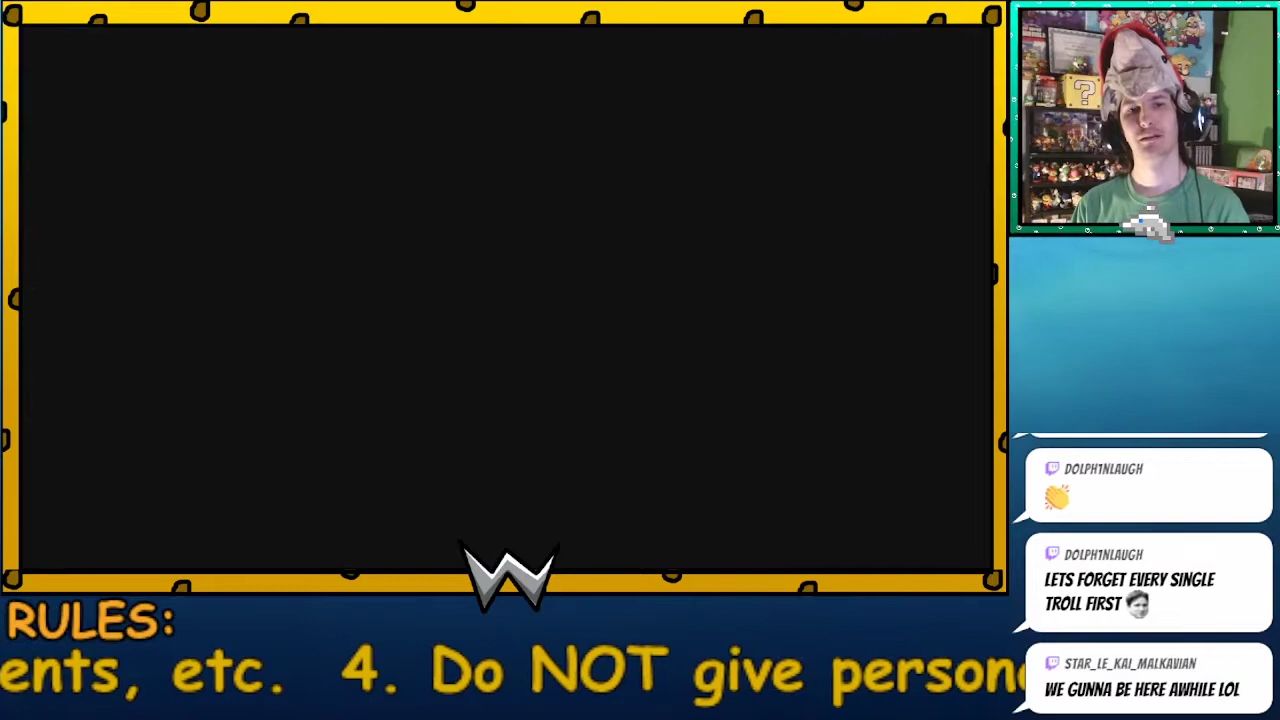 ?
DOLPH1NLAUGH
DOLPH1NLAUGH
LETS FORGET EVERY SINGLE
TROLL FIRST
STAR_LE_KAI_MALKAVIAN
WE GUNNA BE HERE AWHILE LOL
W
RULES:
ents, etc. 4. Do NOT give person